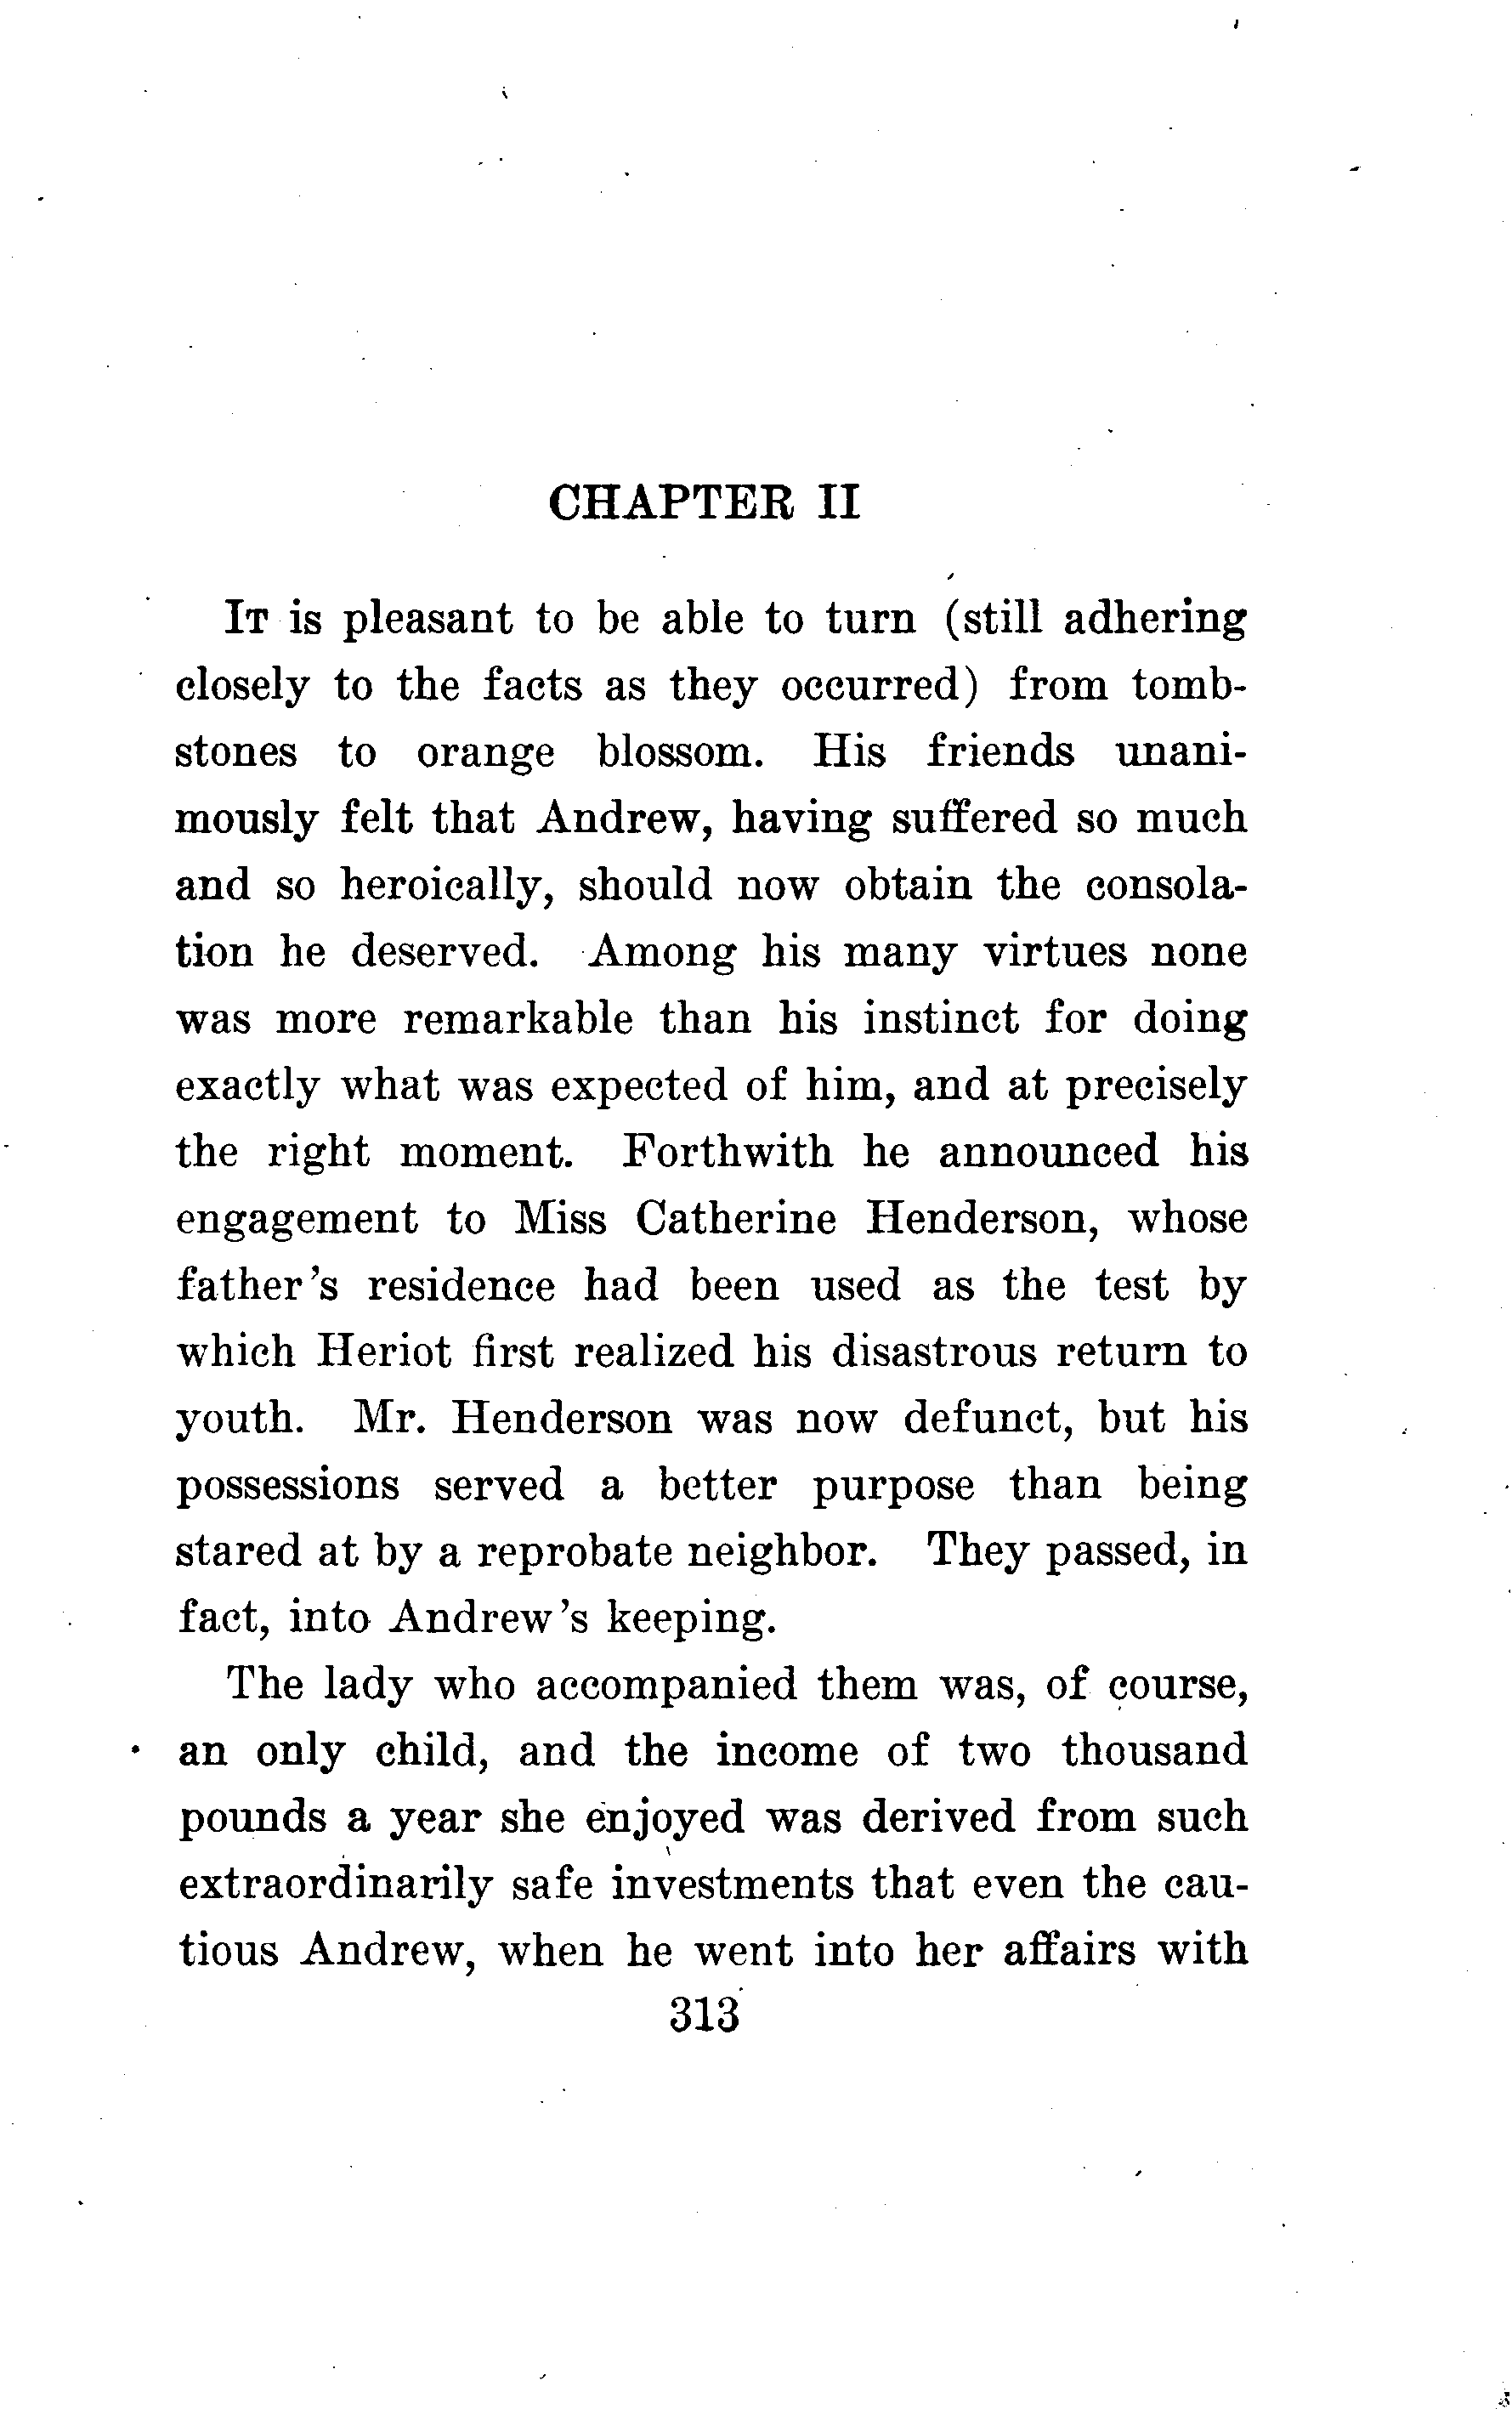 CHAPTER II
It is pleasant to be able to turn (still adhering
closely to the facts as they occurred) from tomb-
stones to orange blossom. His friends unani-
mously felt that Andrew, having suffered so much
and so heroically, should now obtain the consola-
tion he deserved. Among his many virtues none
was more remarkable than his instinct for doing
exactly what was expected of him, and at precisely
the right moment. Forthwith he announced his
engagement to Miss Catherine Henderson, whose
father's residence had been used as the test by
which Heriot first realized his disastrous return to
youth. Mr. Henderson was now defunct, but his
possessions served a better purpose than being
stared at by a reprobate neighbor. They passed, in
fact, into Andrew's keeping.
The lady who accompanied them was, of course,
an only child, and the income of two thousand
pounds a year she enjoyed was derived from such
extraordinarily safe investments that even the cau-
tious Andrew, when he went into her affairs with
313